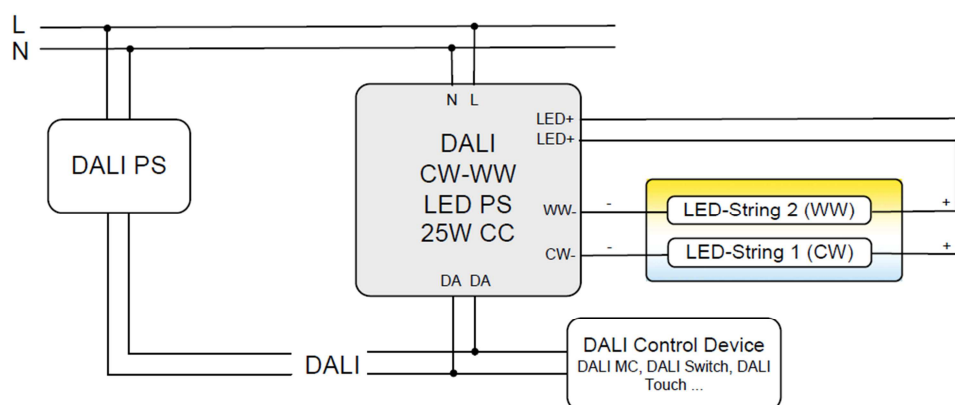 L
N
N L
LED+
LED+
DALI PS
DALI
CW-WW
LED PS
25W CC
WW-
-
LED-String 2 (WW)
+
CW-
-
LED-String 1 (CW)
+
DA DA
DALI
DALI Control Device
DALI MC, DALI Switch, DALI
Touch ...